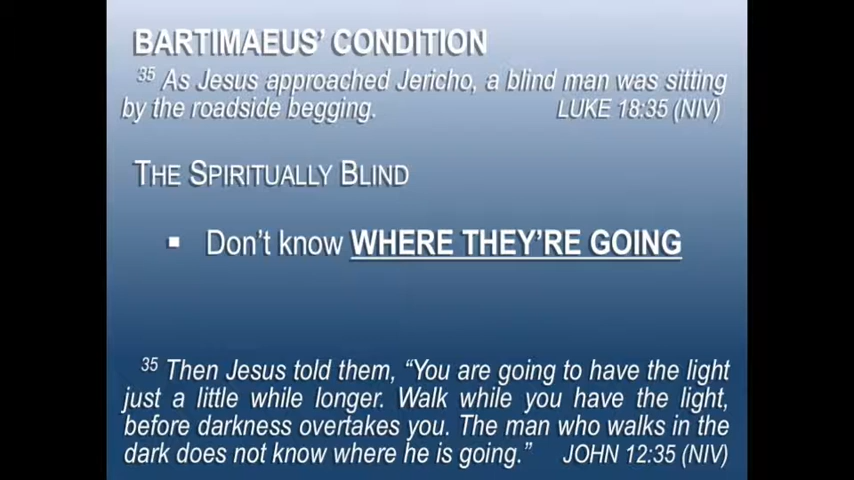 BARTIMAEUS’ CONDITION
35 As Jesus approached Jericho, a blind man was sitting
by the roadside begging. LUKE 18:35 (NIV)
THE SPIRITUALLY BLIND
▪ Don’t know WHERE THEY’RE GOING
35 Then Jesus told them, “You are going to have the light
just a little while longer. Walk while you have the light,
before darkness overtakes you. The man who walks in the
dark does not know where he is going.” JOHN 12:35 (NIV)